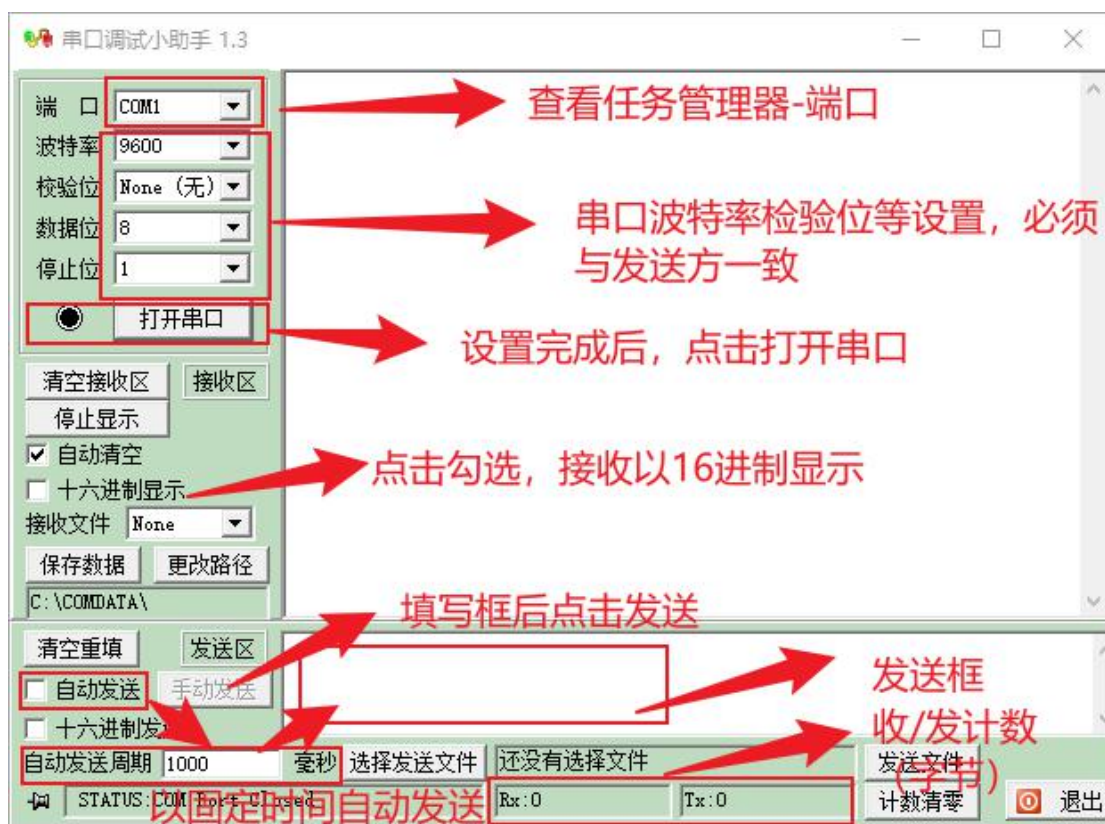 串口调试小助手 1.3
端 口 COM1
查看任务管理器-端口
波特率 9600
校验位 None (无)
数据位 8
停止位 1
串口波特率检验位等设置，必须
与发送方一致
打开串口
设置完成后，点击打开串口
清空接收区 接收区
停止显示
自动清空
十六进制显示
点击勾选，接收以16进制显示
接收文件 None
保存数据 更改路径
C:\COMDATA\
填写框后点击发送
清空重填 发送区
自动发送 手动发送
发送框
十六进制发送
收/发计数
(字节)
自动发送周期 1000 毫秒 选择发送文件 还没有选择文件 发送文件
STATUS:COM Port Closed Rx:0 Tx:0 计数清零 退出
以固定时间自动发送